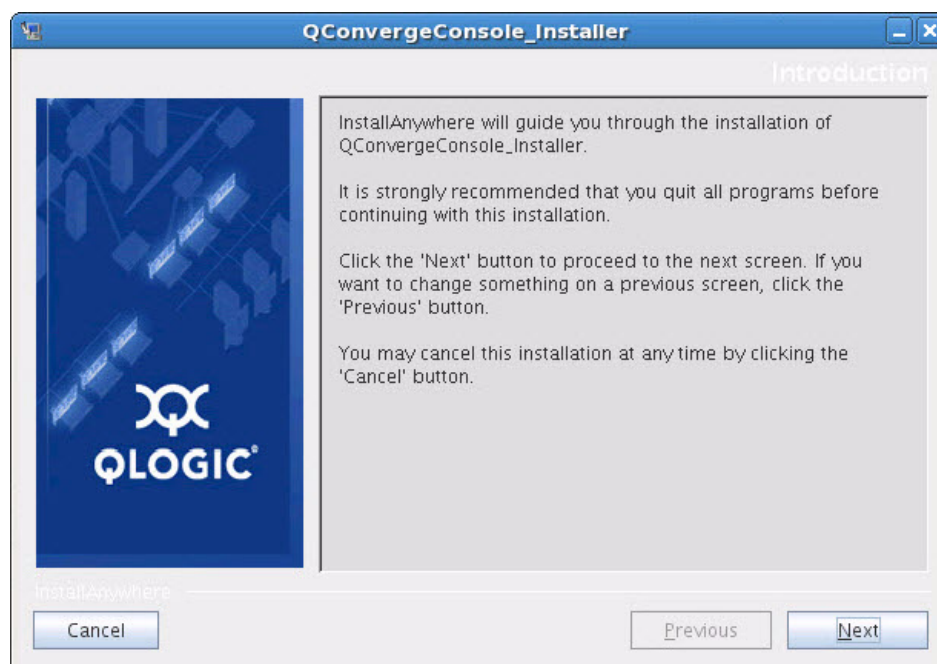 QConvergeConsole_Installer
Introduction
InstallAnywhere will guide you through the installation of
QConvergeConsole_Installer.
It is strongly recommended that you quit all programs before
continuing with this installation.
Click the 'Next' button to proceed to the next screen. If you
want to change something on a previous screen, click the
'Previous' button.
You may cancel this installation at any time by clicking the
'Cancel' button.
QLOGIC®
InstallAnywhere
Cancel
Previous
Next